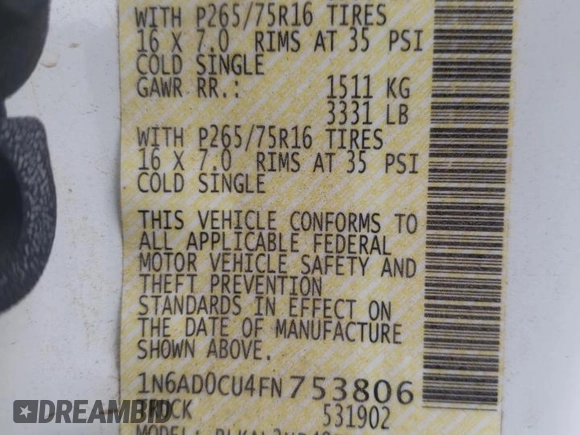 WITH P265/75R16 TIRES
16 X 7.0 RIMS AT 35 PSI
COLD SINGLE
GAWR RR.: 1511 KG
3331 LB
WITH P265/75R16 TIRES
16 X 7.0 RIMS AT 35 PSI
COLD SINGLE
THIS VEHICLE CONFORMS TO
ALL APPLICABLE FEDERAL
MOTOR VEHICLE SAFETY AND
THEFT PREVENTION
STANDARDS IN EFFECT ON
THE DATE OF MANUFACTURE
SHOWN ABOVE.
1N6AD0CU4FN753806
TRUCK 531902
DREAMBID